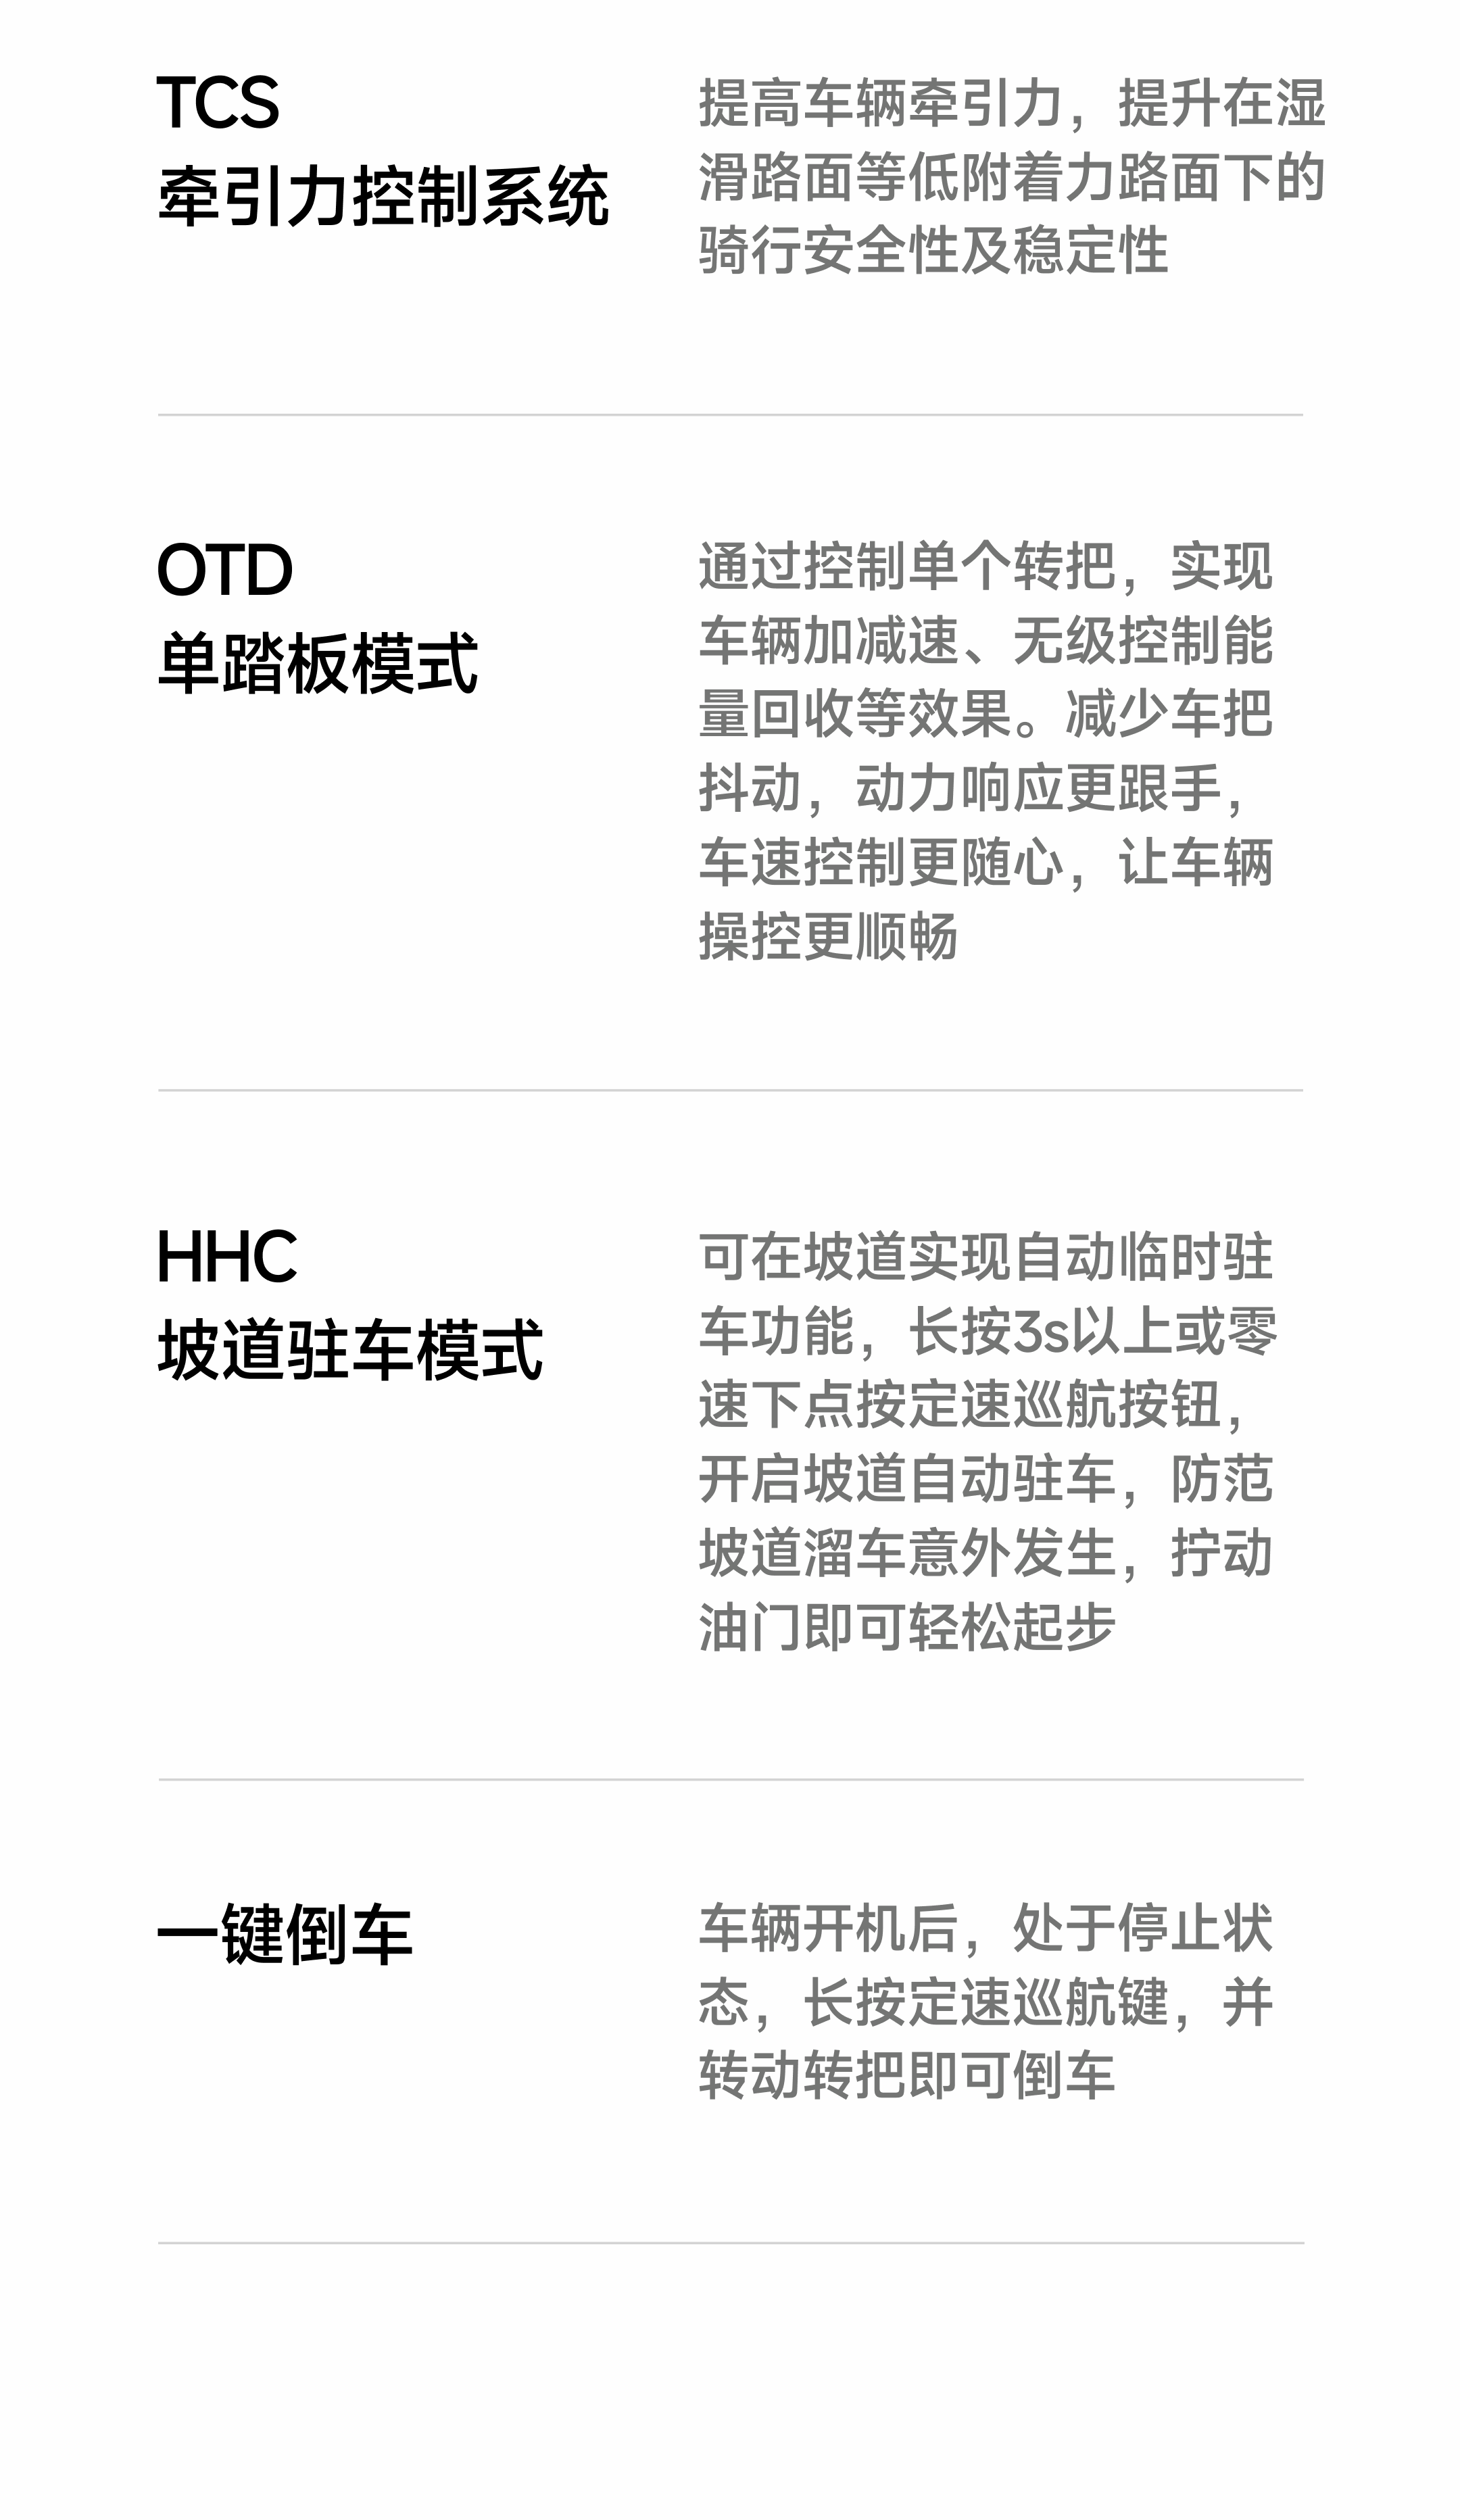 TCS
牵引力控制系统
提高车辆牵引力，提升在湿
滑路面等低附着力路面下的
骑行安全性及稳定性
OTD
单踏板模式
通过控制单个转把，实现
车辆加减速、反拖制能
量回收等效果。减少车把
抖动，动力响应更跟手，
车速控制更随心，让车辆
操控更顺畅
HHC
坡道驻车模式
可在坡道实现自动临时驻
车功能，长按3s以上或零
速下点按定速巡航按钮，
开启坡道自动驻车，防范
坡道溜车意外发生，拧动
油门即可轻松起步
一键倒车
车辆开机后，处于停止状
态，长按定速巡航键，并
转动转把即可倒车